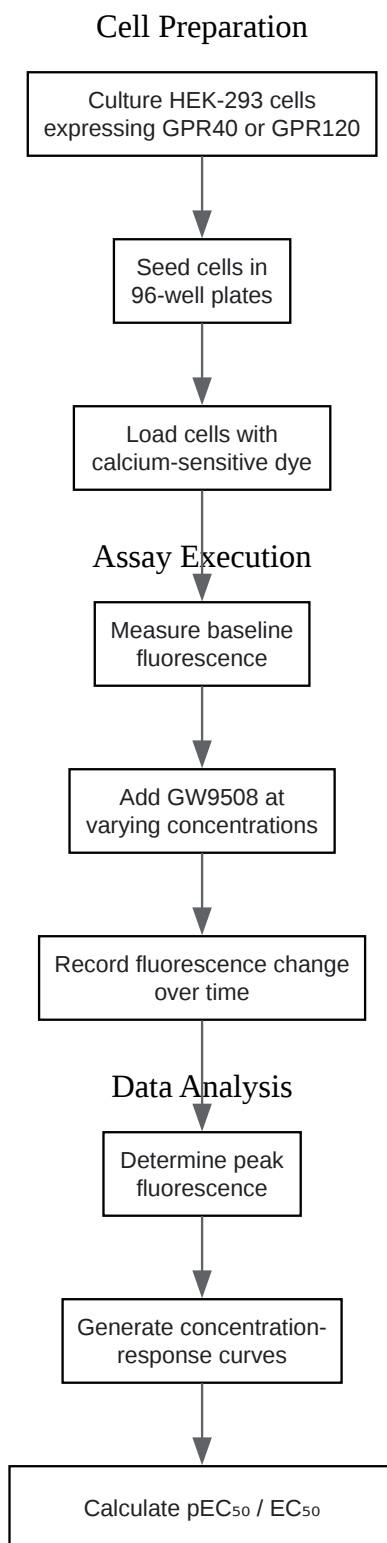 Cell Preparation
Culture HEK-293 cells
expressing GPR40 or GPR120
Seed cells in
96-well plates
Load cells with
calcium-sensitive dye
Assay Execution
Measure baseline
fluorescence
Add GW9508 at
varying concentrations
Record fluorescence change
over time
Data Analysis
Determine peak
fluorescence
Generate concentration-
response curves
Calculate pEC₅₀ / EC₅₀